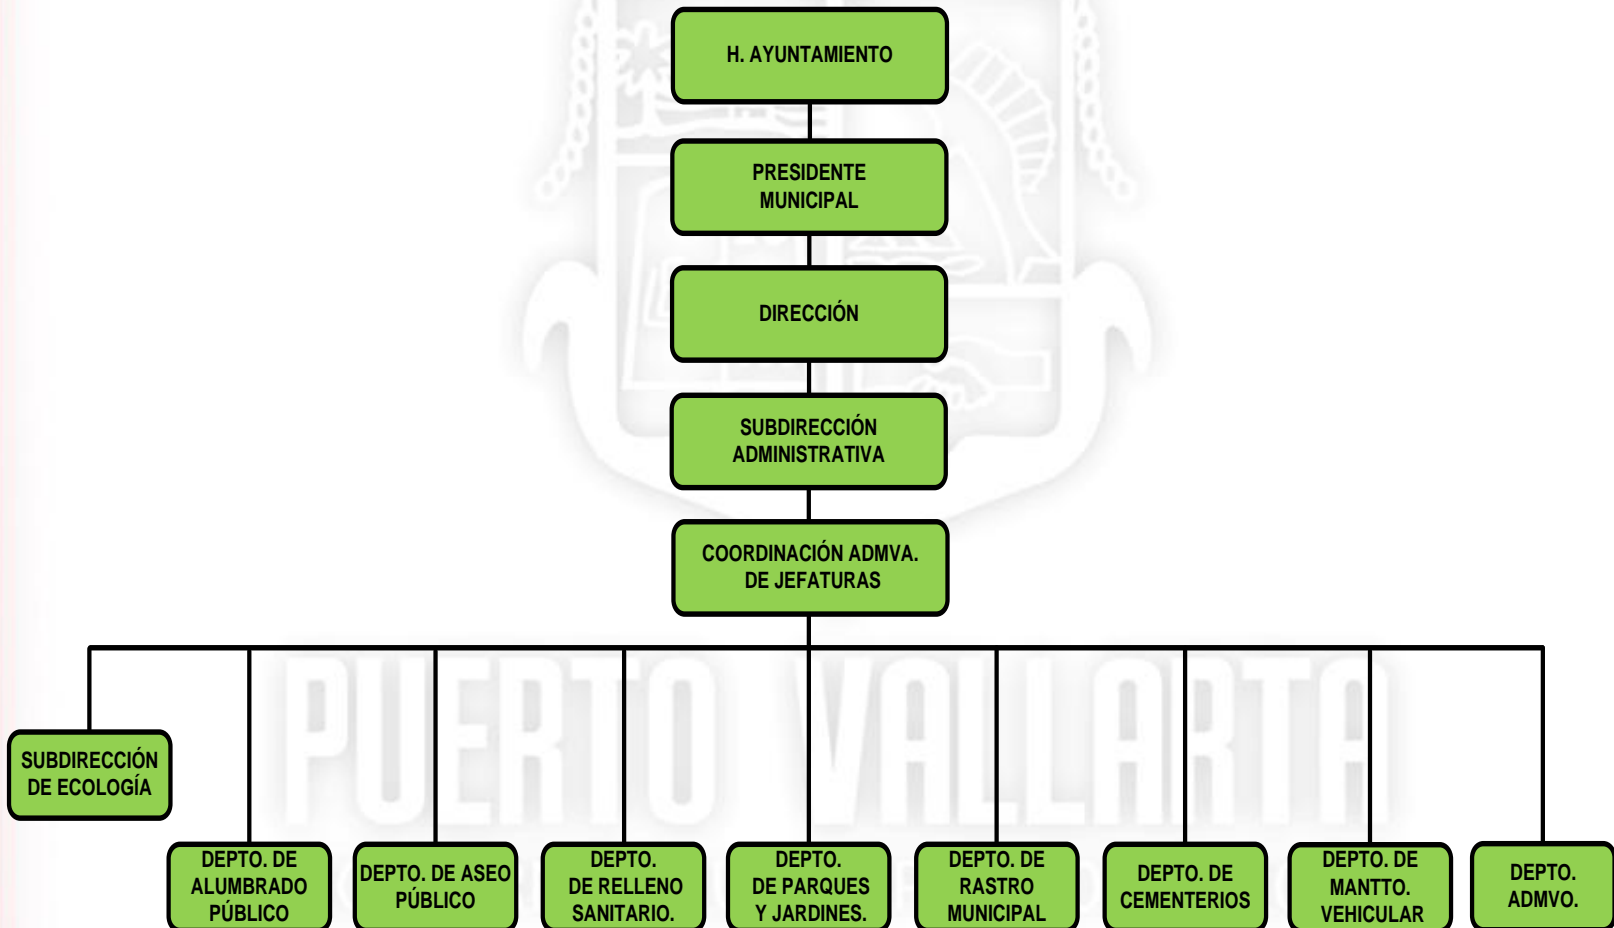 H. AYUNTAMIENTO
PRESIDENTE
MUNICIPAL
DIRECCIÓN
SUBDIRECCIÓN
ADMINISTRATIVA
COORDINACIÓN ADMVA.
DE JEFATURAS
PUERTO VALLARTA
SUBDIRECCIÓN
DE ECOLOGÍA
DEPTO. DE
ALUMBRADO
PÚBLICO
DEPTO. DE ASEO
PÚBLICO
DEPTO.
DE RELLENO
SANITARIO.
DEPTO.
DE PARQUES
Y JARDINES.
DEPTO. DE
RASTRO
MUNICIPAL
DEPTO. DE
CEMENTERIOS
DEPTO. DE
MANTTO.
VEHICULAR
DEPTO.
ADMVO.